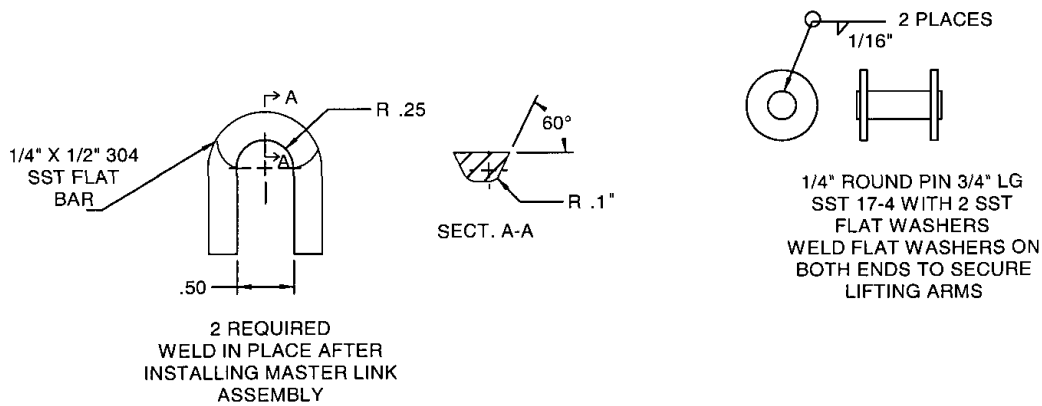 A
R .25
A
1/4" X 1/2" 304
SST FLAT
BAR
.50
2 REQUIRED
WELD IN PLACE AFTER
INSTALLING MASTER LINK
ASSEMBLY
60°
R .1"
SECT. A-A
2 PLACES
1/16"
1/4" ROUND PIN 3/4" LG
SST 17-4 WITH 2 SST
FLAT WASHERS
WELD FLAT WASHERS ON
BOTH ENDS TO SECURE
LIFTING ARMS